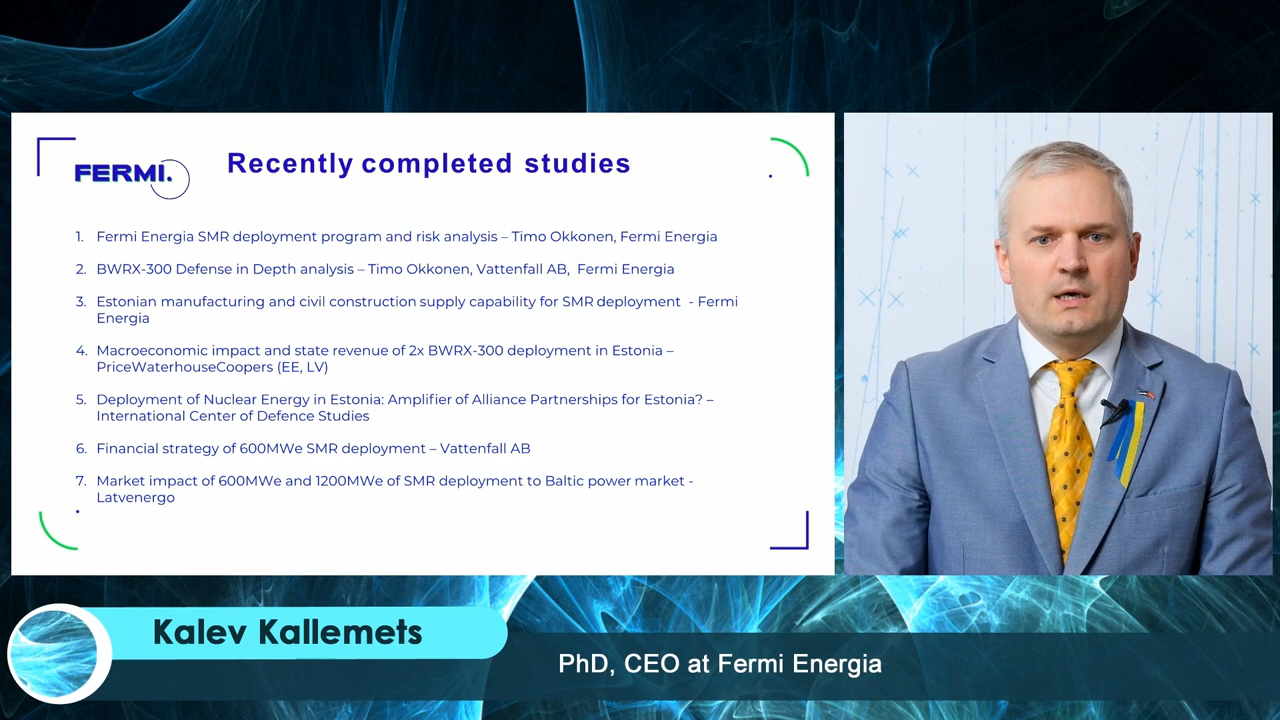 FERMI.
Recently completed studies
1. Fermi Energia SMR deployment program and risk analysis – Timo Okkonen, Fermi Energia
2. BWRX-300 Defense in Depth analysis – Timo Okkonen, Vattenfall AB, Fermi Energia
3. Estonian manufacturing and civil construction supply capability for SMR deployment - Fermi
Energia
4. Macroeconomic impact and state revenue of 2x BWRX-300 deployment in Estonia –
PriceWaterhouseCoopers (EE, LV)
5. Deployment of Nuclear Energy in Estonia: Amplifier of Alliance Partnerships for Estonia? –
International Center of Defence Studies
6. Financial strategy of 600MWe SMR deployment – Vattenfall AB
7. Market impact of 600MWe and 1200MWe of SMR deployment to Baltic power market -
Latvenergo
Kalev Kallemets
PhD, CEO at Fermi Energia